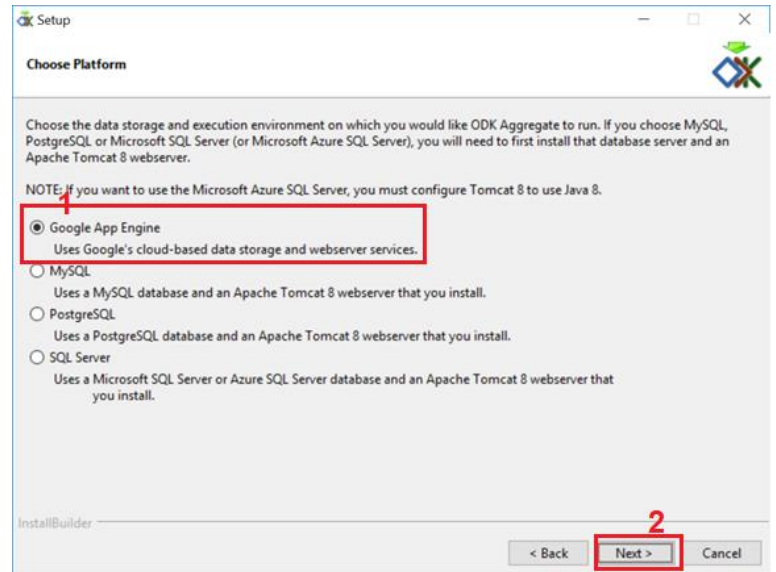 Setup
Choose Platform
Choose the data storage and execution environment on which you would like ODK Aggregate to run. If you choose MySQL,
PostgreSQL or Microsoft SQL Server (or Microsoft Azure SQL Server), you will need to first install that database server and an
Apache Tomcat 8 webserver.
NOTE: If you want to use the Microsoft Azure SQL Server, you must configure Tomcat 8 to use Java 8.
1
Google App Engine
Uses Google's cloud-based data storage and webserver services.
MySQL
Uses a MySQL database and an Apache Tomcat 8 webserver that you install.
PostgreSQL
Uses a PostgreSQL database and an Apache Tomcat 8 webserver that you install.
SQL Server
Uses a Microsoft SQL Server or Azure SQL Server database and an Apache Tomcat 8 webserver that
you install.
InstallBuilder
2
< Back Next > Cancel